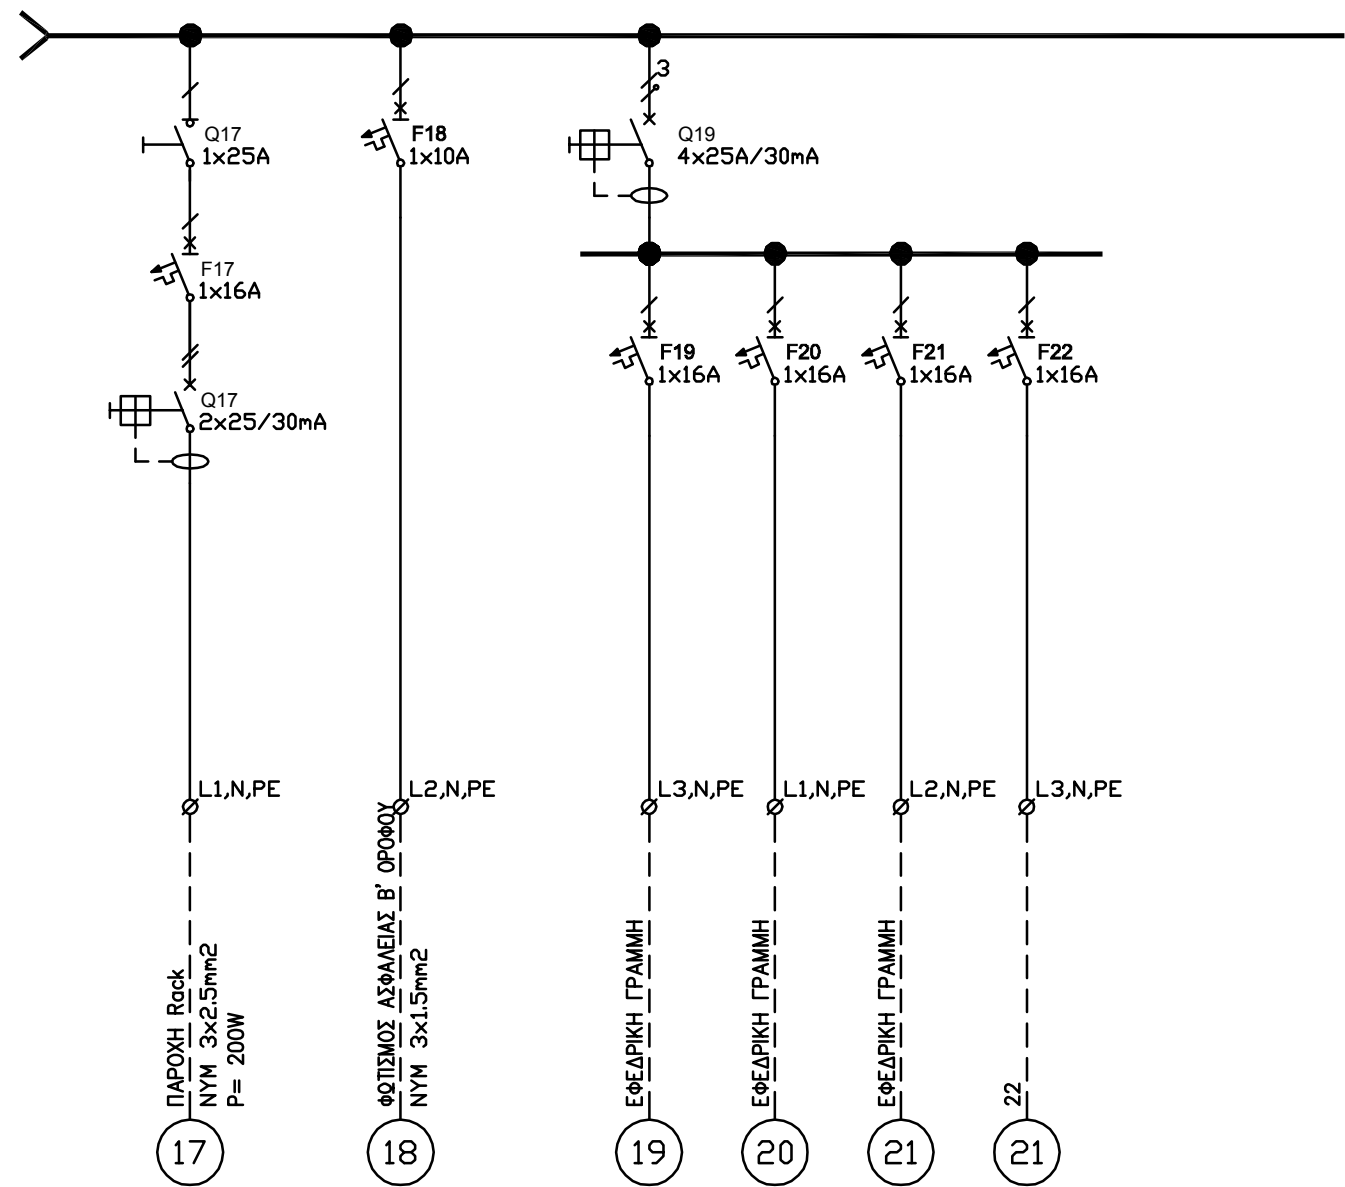 3
Q17
1x25A
F18
1x10A
Q19
4x25A/30mA
F17
1x16A
F19
1x16A
F20
1x16A
F21
1x16A
F22
1x16A
Q17
2x25/30mA
L1,N,PE
L2,N,PE
L3,N,PE
L1,N,PE
L2,N,PE
L3,N,PE
ΠΑΡΟΧΗ Rack
NYM 3x2.5mm2
P= 200W
ΦΩΤΙΣΜΟΣ ΑΣΦΑΛΕΙΑΣ Β' ΟΡΟΦΟΥ
NYM 3x1.5mm2
ΕΦΕΔΡΙΚΗ ΓΡΑΜΜΗ
ΕΦΕΔΡΙΚΗ ΓΡΑΜΜΗ
ΕΦΕΔΡΙΚΗ ΓΡΑΜΜΗ
22
17
18
19
20
21
21